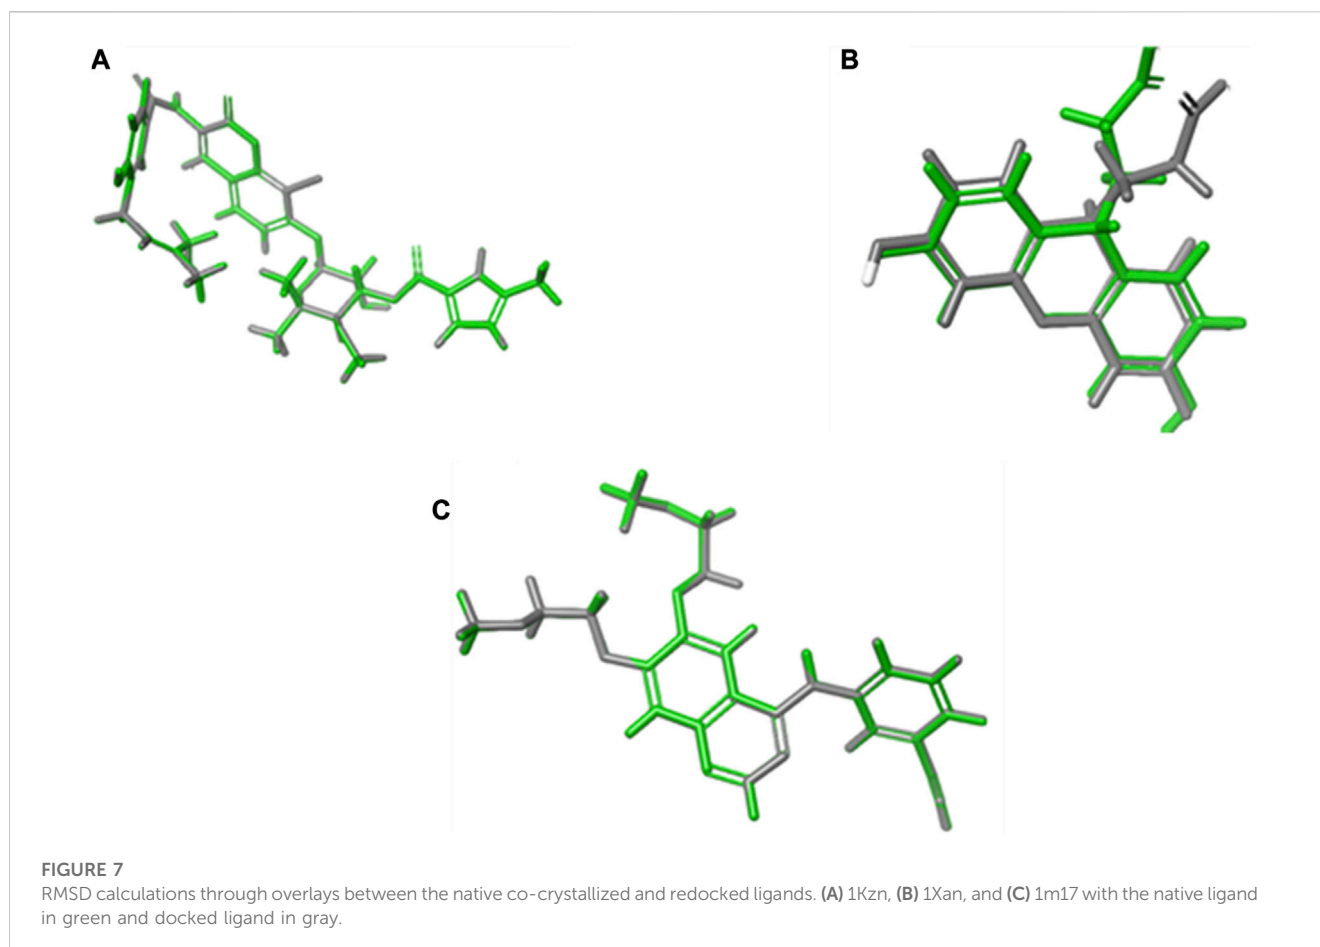 A
B
C
FIGURE 7
RMSD calculations through overlays between the native co-crystallized and redocked ligands. (A) 1Kzn, (B) 1Xan, and (C) 1m17 with the native ligand
in green and docked ligand in gray.